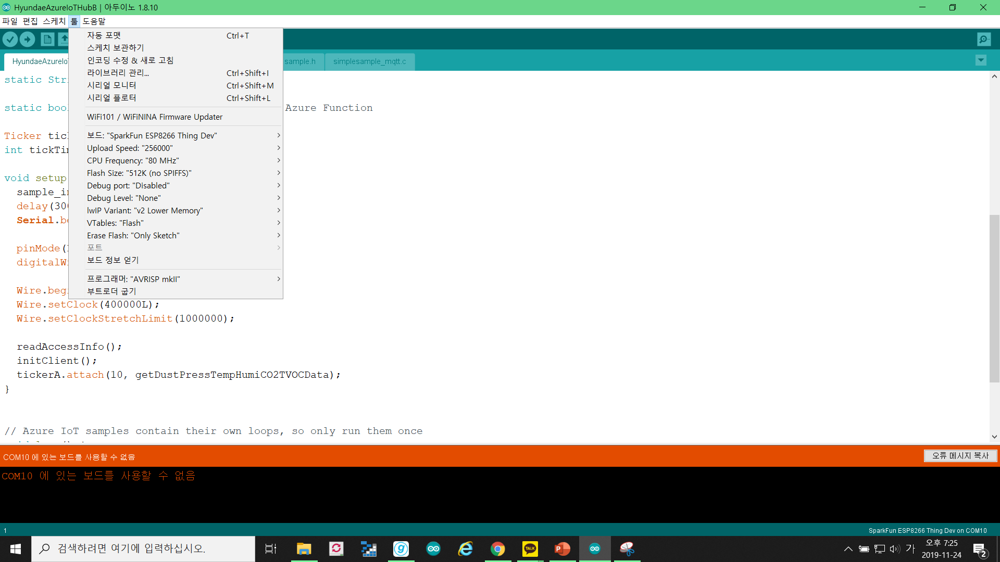 HyundaeAzureIoTHubB | 아두이노 1.8.10
파일 편집 스케치 툴 도움말
자동 포맷 Ctrl+T
스케치 보관하기
인코딩 수정 & 새로 고침
라이브러리 관리... Ctrl+Shift+I
시리얼 모니터 Ctrl+Shift+M
시리얼 플로터 Ctrl+Shift+L
WiFi101 / WiFiNINA Firmware Updater
보드: "SparkFun ESP8266 Thing Dev"
Upload Speed: "256000"
CPU Frequency: "80 MHz"
Flash Size: "512K (no SPIFFS)"
Debug port: "Disabled"
Debug Level: "None"
lwIP Variant: "v2 Lower Memory"
VTables: "Flash"
Erase Flash: "Only Sketch"
포트
보드 정보 얻기
프로그래머: "AVRISP mkII"
부트로더 굽기
HyundaeAzureIoT sample.h simplesample_mqtt.c
static Str
static boo Azure Function
Ticker tic
int tickTi
void setup
sample_i
delay(30
Serial.be
pinMode(
digitalW
Wire.beg
Wire.setClock(400000L);
Wire.setClockStretchLimit(1000000);
readAccessInfo();
initClient();
tickerA.attach(10, getDustPressTempHumiCO2TVOCData);
}
// Azure IoT samples contain their own loops, so only run them once
COM10 에 있는 보드를 사용할 수 없음
오류 메시지 복사
COM10 에 있는 보드를 사용할 수 없음
1
SparkFun ESP8266 Thing Dev on COM10
검색하려면 여기에 입력하십시오.
TALK
가
오후 7:25
2019-11-24
2